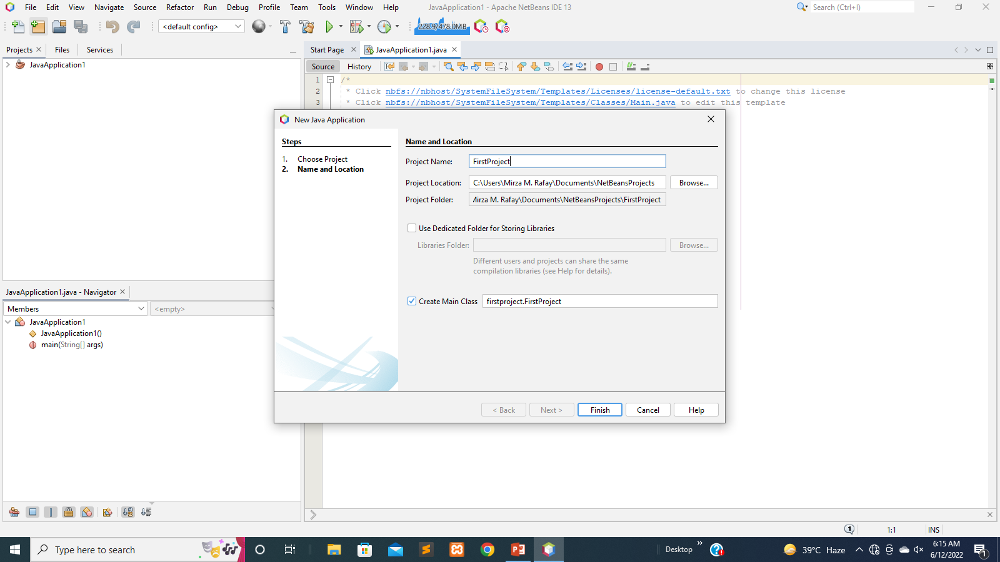 File Edit View Navigate Source Refactor Run Debug Profile Team Tools Window Help JavaApplication1 - Apache NetBeans IDE 13 Search (Ctrl+I)
<default config> 228.9/478.0MB
Projects Files Services Start Page JavaApplication1.java
JavaApplication1 Source History
1 /*
2 * Click nbfs://nbhost/SystemFileSystem/Templates/Licenses/license-default.txt to change this license
3 * Click nbfs://nbhost/SystemFileSystem/Templates/Classes/Main.java to edit this template
New Java Application
Steps
1. Choose Project
2. Name and Location
Name and Location
Project Name: FirstProject
Project Location: C:\Users\Mirza M. Rafay\Documents\NetBeansProjects Browse...
Project Folder: Mirza M. Rafay\Documents\NetBeansProjects\FirstProject
Use Dedicated Folder for Storing Libraries
Libraries Folder: Browse...
Different users and projects can share the same
compilation libraries (see Help for details).
Create Main Class firstproject.FirstProject
< Back Next > Finish Cancel Help
JavaApplication1.java - Navigator
Members <empty>
JavaApplication1
JavaApplication1()
main(String[] args)
1 1:1 INS
Type here to search Desktop 39°C Haze 6:15 AM
6/12/2022 1